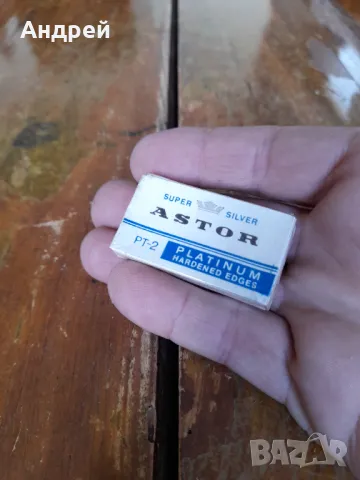 Андрей
SUPER SILVER
ASTOR
PT-2 PLATINUM
HARDENED EDGES
BAZAR